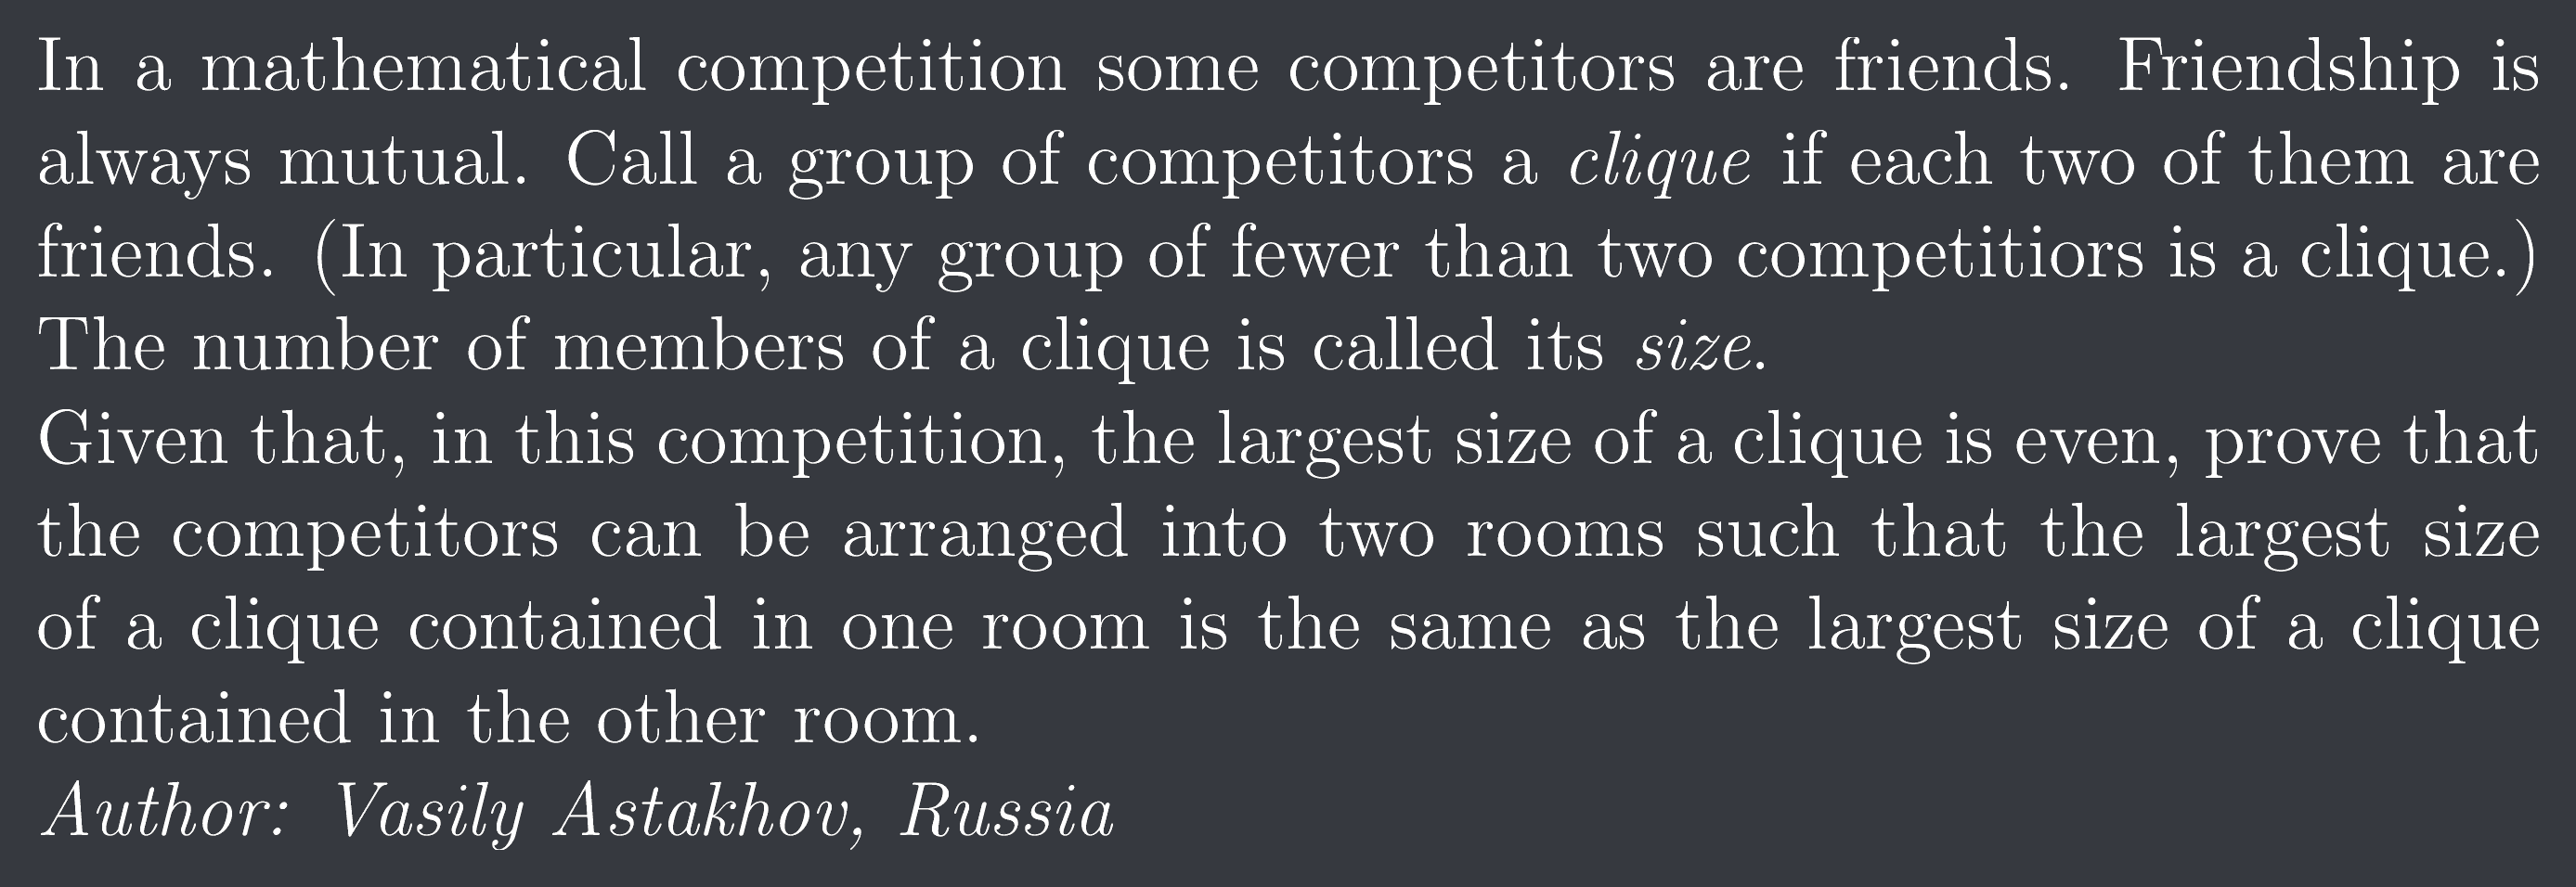 In a mathematical competition some competitors are friends. Friendship is
always mutual. Call a group of competitors a clique if each two of them are
friends. (In particular, any group of fewer than two competitiors is a clique.)
The number of members of a clique is called its size.
Given that, in this competition, the largest size of a clique is even, prove that
the competitors can be arranged into two rooms such that the largest size
of a clique contained in one room is the same as the largest size of a clique
contained in the other room.
Author: Vasily Astakhov, Russia